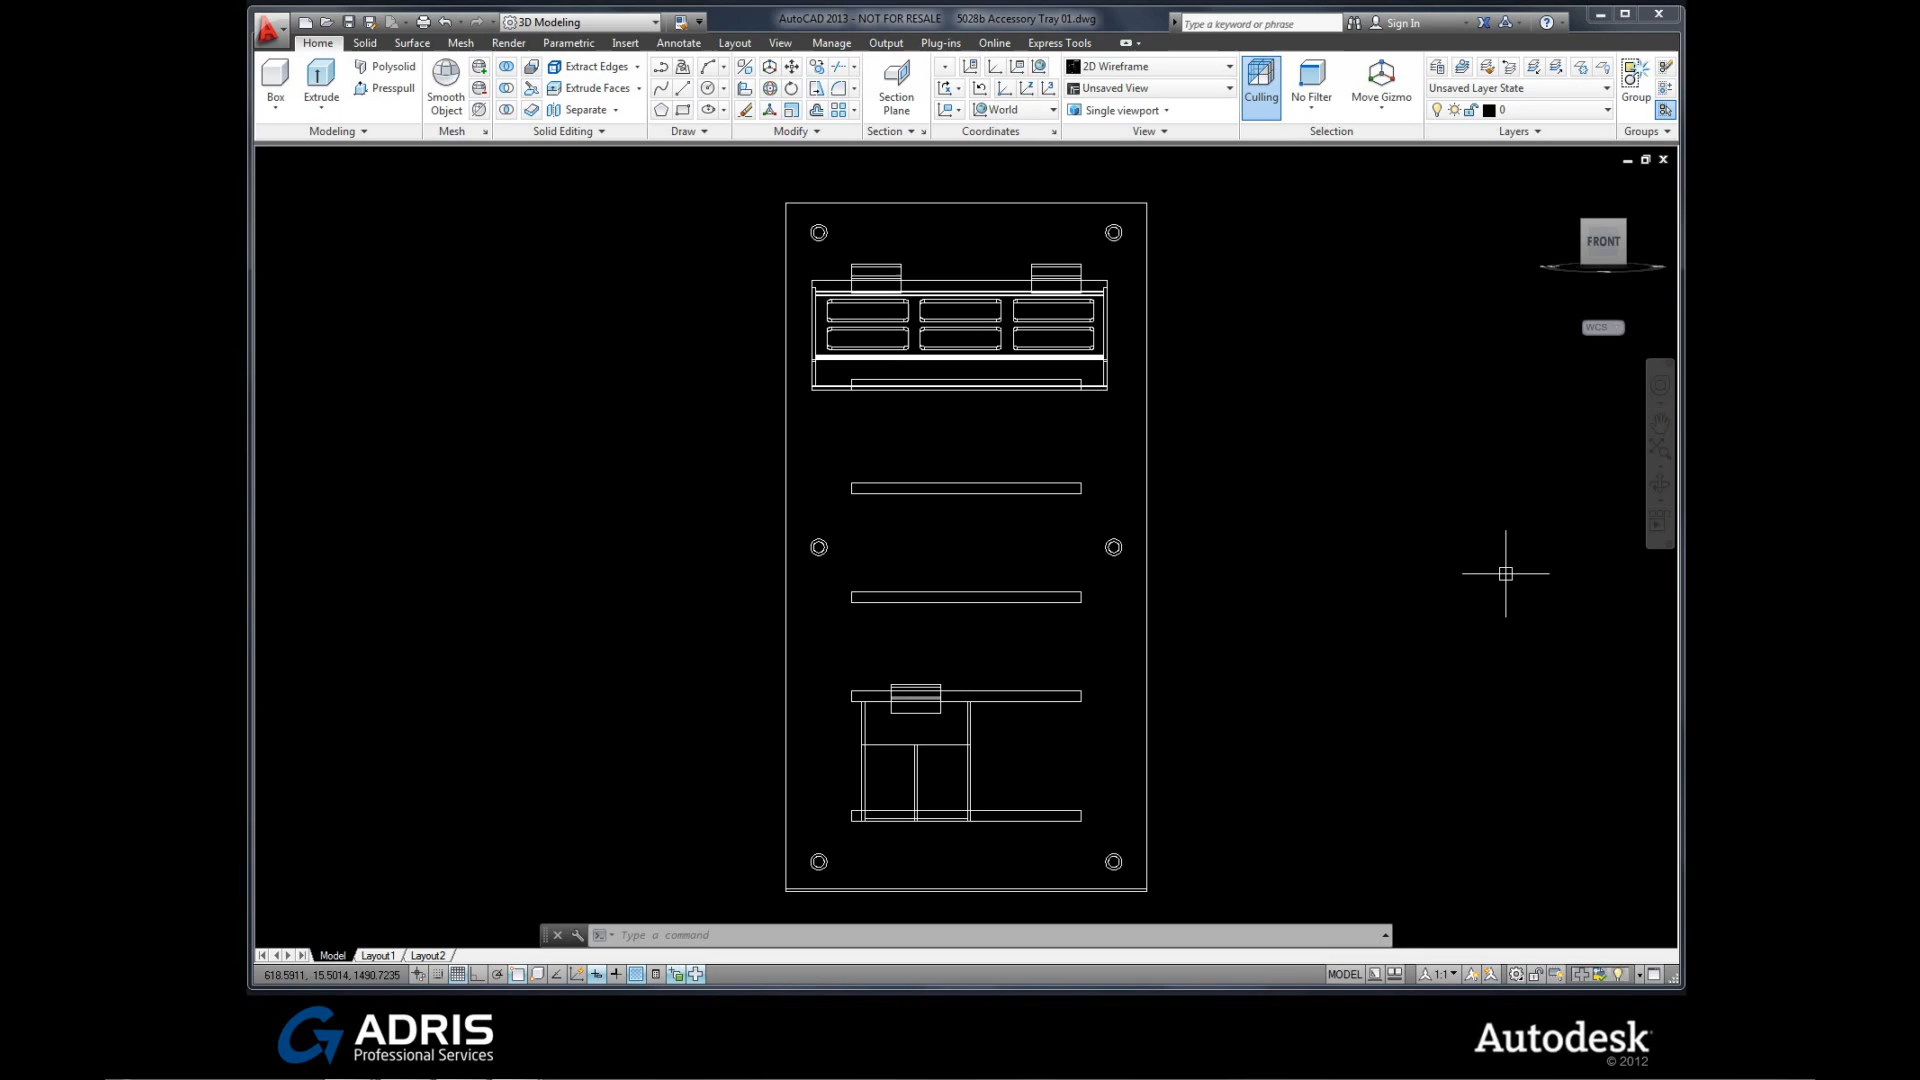 AutoCAD 2013 - NOT FOR RESALE 5028b Accessory Tray 01.dwg
3D Modeling
Type a keyword or phrase
Sign In
Home Solid Surface Mesh Render Parametric Insert Annotate Layout View Manage Output Plug-ins Online Express Tools
Box
Extrude
Polysolid
Presspull
Smooth
Object
Extract Edges
Extrude Faces
Separate
Section
Plane
World
2D Wireframe
Unsaved View
Single viewport
Culling
No Filter
Move Gizmo
Unsaved Layer State
0
Group
Modeling Mesh Solid Editing Draw Modify Section Coordinates View Selection Layers Groups
FRONT
WCS
Type a command
Model Layout1 Layout2
618.5911, 15.5014, 1490.7235
MODEL
1:1
G ADRIS
Professional Services
Autodesk
© 2012